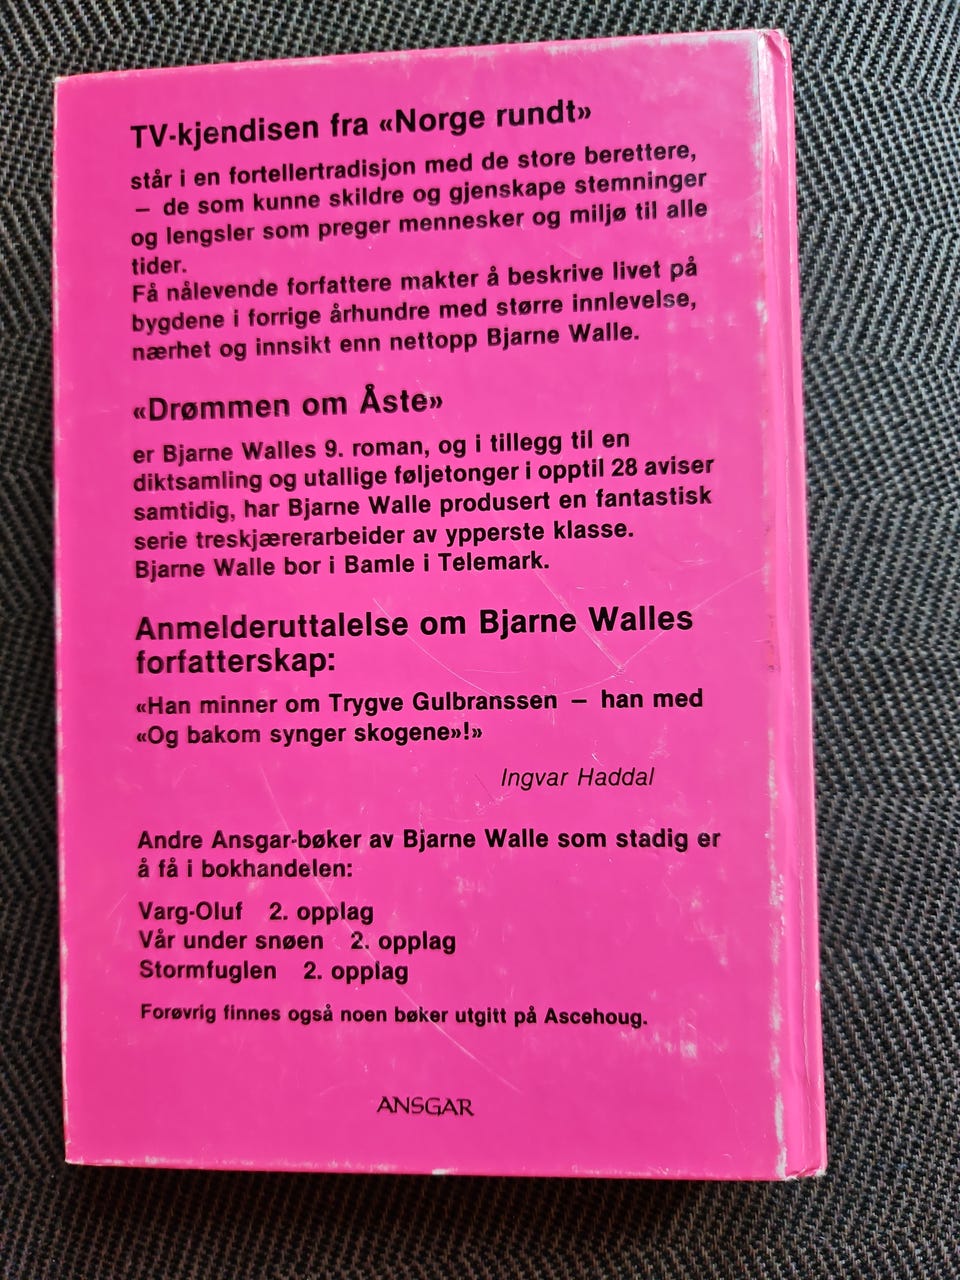 TV-kjendisen fra «Norge rundt»
står i en fortellertradisjon med de store berettere,
– de som kunne skildre og gjenskape stemninger
og lengsler som preger mennesker og miljø til alle
tider.
Få nålevende forfattere makter å beskrive livet på
bygdene i forrige århundre med større innlevelse,
nærhet og innsikt enn nettopp Bjarne Walle.
«Drømmen om Åste»
er Bjarne Walles 9. roman, og i tillegg til en
diktsamling og utallige føljetonger i opptil 28 aviser
samtidig, har Bjarne Walle produsert en fantastisk
serie treskjærerarbeider av ypperste klasse.
Bjarne Walle bor i Bamle i Telemark.
Anmelderuttalelse om Bjarne Walles
forfatterskap:
«Han minner om Trygve Gulbranssen – han med
«Og bakom synger skogene»!»
Ingvar Haddal
Andre Ansgar-bøker av Bjarne Walle som stadig er
å få i bokhandelen:
Varg-Oluf 2. opplag
Vår under snøen 2. opplag
Stormfuglen 2. opplag
Forøvrig finnes også noen bøker utgitt på Ascehoug.
ANSGAR